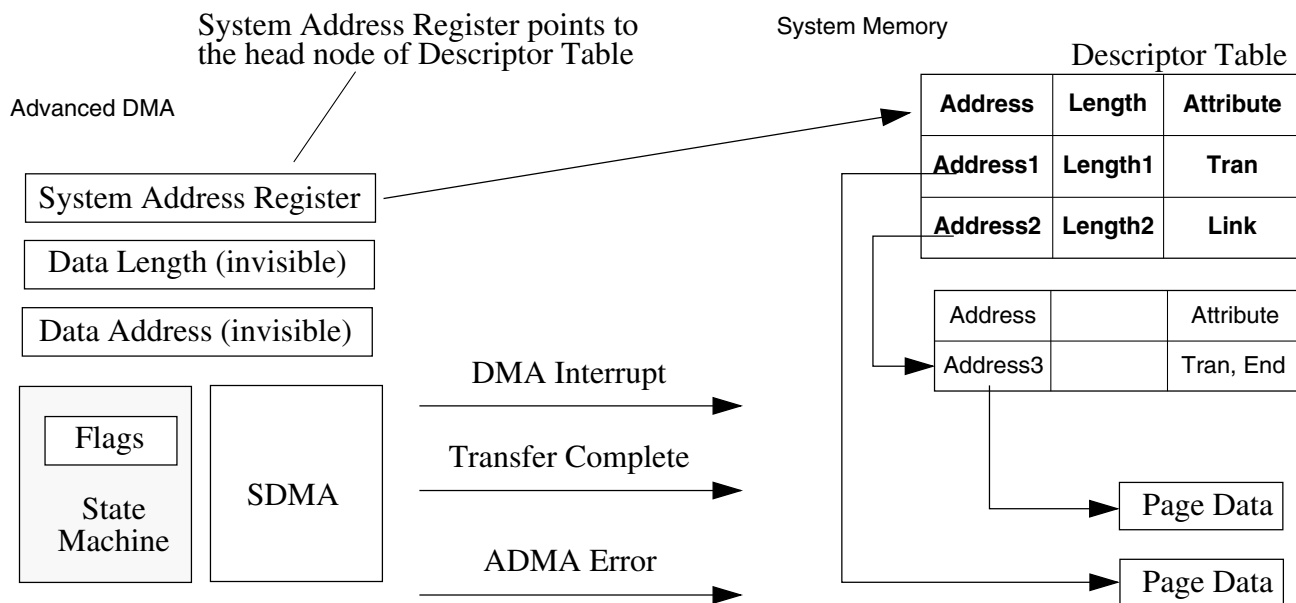 System Address Register points to
the head node of Descriptor Table
System Memory
Advanced DMA
Descriptor Table
Address Length Attribute
Address1 Length1 Tran
Address2 Length2 Link
System Address Register
Data Length (invisible)
Data Address (invisible)
Address Attribute
Address3 Tran, End
Flags
State
Machine
SDMA
DMA Interrupt
Transfer Complete
ADMA Error
Page Data
Page Data